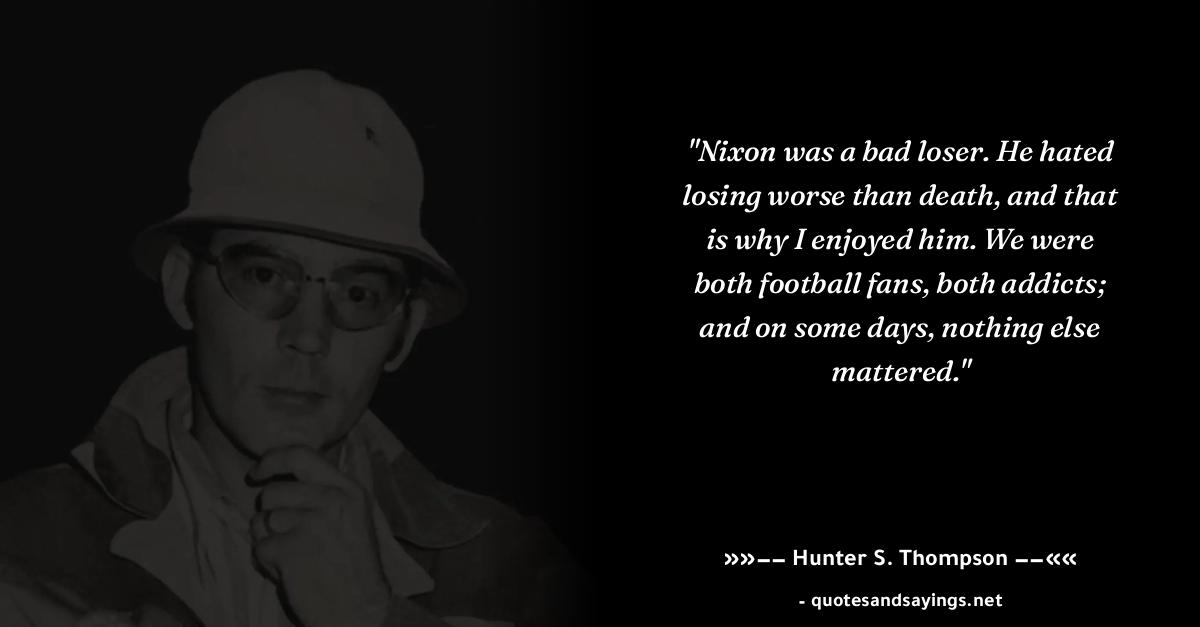 "Nixon was a bad loser. He hated
losing worse than death, and that
is why I enjoyed him. We were
both football fans, both addicts;
and on some days, nothing else
mattered."
»»−− Hunter S. Thompson −−««
- quotesandsayings.net